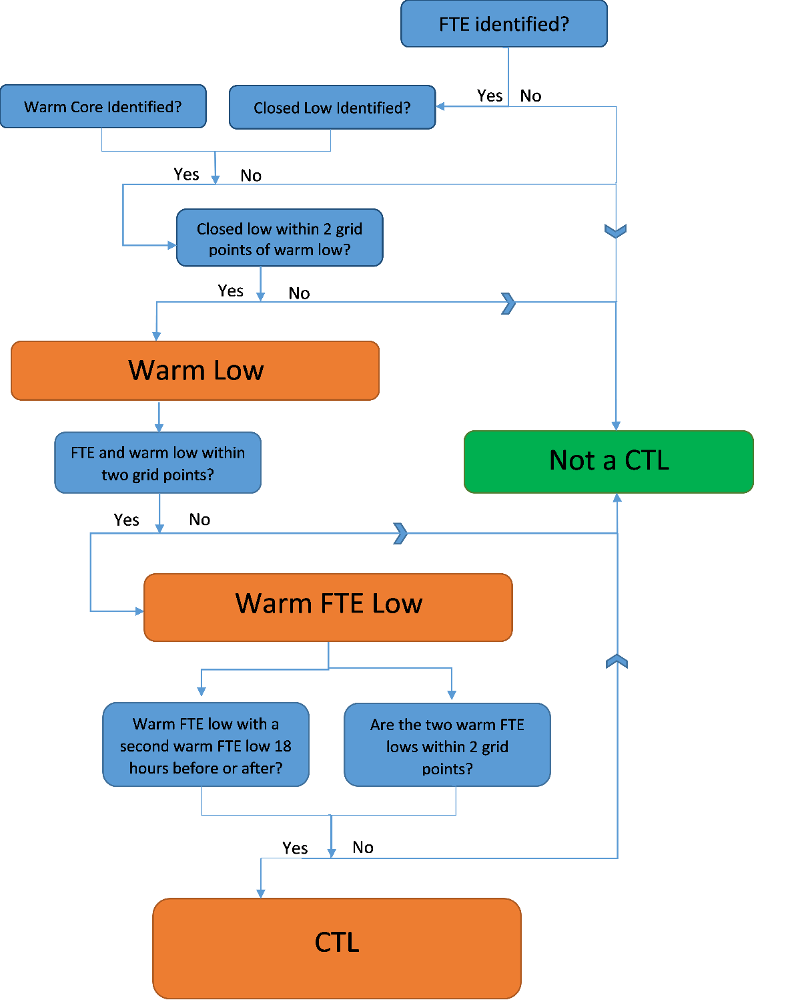 FTE identified?
Yes
No
Warm Core Identified?
Closed Low Identified?
Yes
No
Closed low within 2 grid
points of warm low?
Yes
No
Warm Low
FTE and warm low within
two grid points?
Not a CTL
Yes
No
Warm FTE Low
Warm FTE low with a
second warm FTE low 18
hours before or after?
Are the two warm FTE
lows within 2 grid
points?
Yes
No
CTL